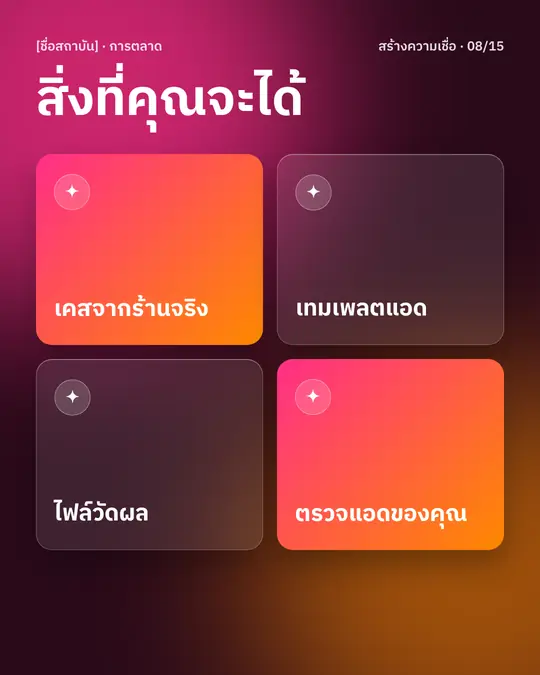 [ชื่อสถาบัน] · การตลาด
สร้างความเชื่อ · 08/15
สิ่งที่คุณจะได้
เคสจากร้านจริง
เทมเพลตแอด
ไฟล์วัดผล
ตรวจแอดของคุณ